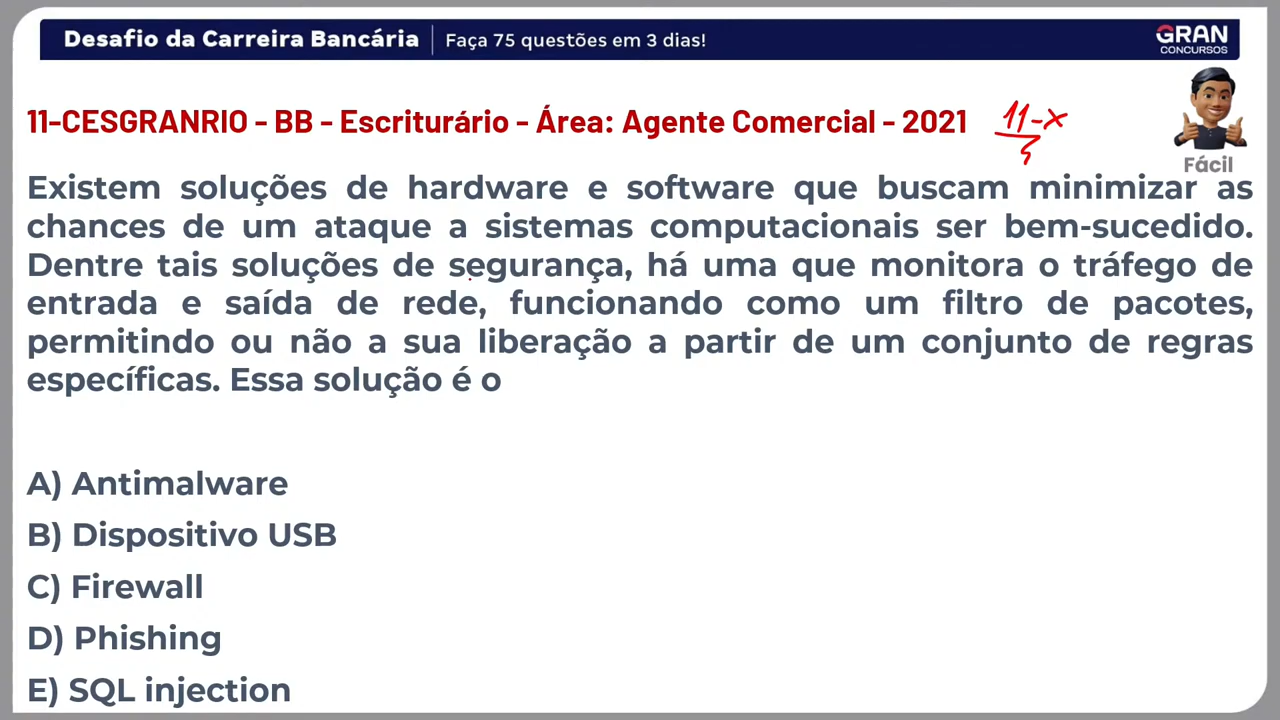 Desafio da Carreira Bancária | Faça 75 questões em 3 dias!
GRAN
CONCURSOS
11-CESGRANRIO - BB - Escriturário - Área: Agente Comercial - 2021
11-x
5
Fácil
Existem soluções de hardware e software que buscam minimizar as
chances de um ataque a sistemas computacionais ser bem-sucedido.
Dentre tais soluções de segurança, há uma que monitora o tráfego de
entrada e saída de rede, funcionando como um filtro de pacotes,
permitindo ou não a sua liberação a partir de um conjunto de regras
específicas. Essa solução é o
A) Antimalware
B) Dispositivo USB
C) Firewall
D) Phishing
E) SQL injection